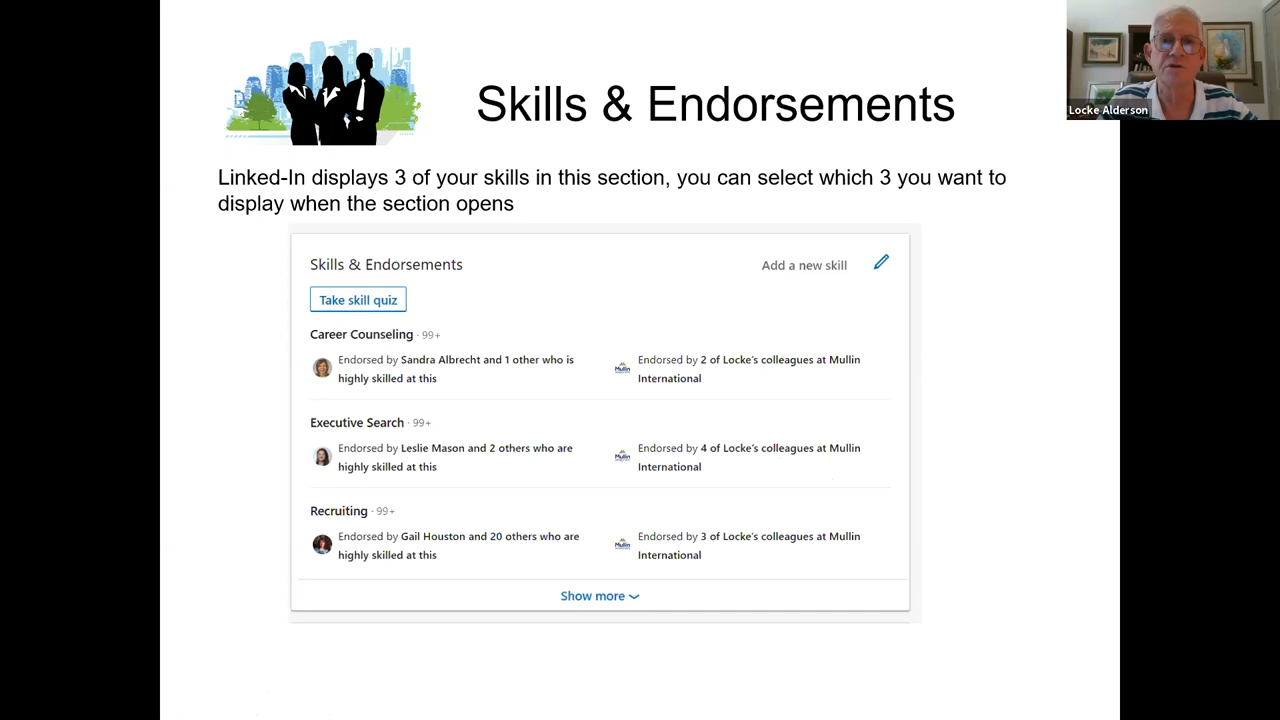 Skills & Endorsements
Locke Alderson
Linked-In displays 3 of your skills in this section, you can select which 3 you want to
display when the section opens
Skills & Endorsements
Add a new skill
Take skill quiz
Career Counseling · 99+
Endorsed by Sandra Albrecht and 1 other who is
highly skilled at this
Mullin
Endorsed by 2 of Locke's colleagues at Mullin
International
Executive Search · 99+
Endorsed by Leslie Mason and 2 others who are
highly skilled at this
Mullin
Endorsed by 4 of Locke's colleagues at Mullin
International
Recruiting · 99+
Endorsed by Gail Houston and 20 others who are
highly skilled at this
Mullin
Endorsed by 3 of Locke's colleagues at Mullin
International
Show more